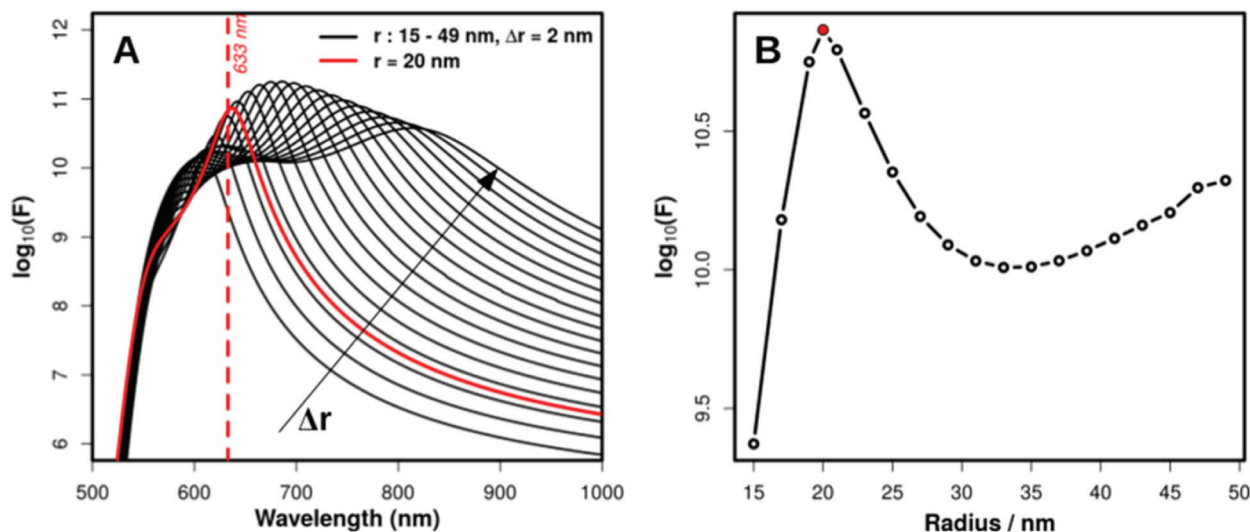 A
r : 15 - 49 nm, Δr = 2 nm
r = 20 nm
633 nm
Δr
log10(F)
12
11
10
9
8
7
6
500 600 700 800 900 1000
Wavelength (nm)
B
log10(F)
10.5
10.0
9.5
15 20 25 30 35 40 45 50
Radius / nm